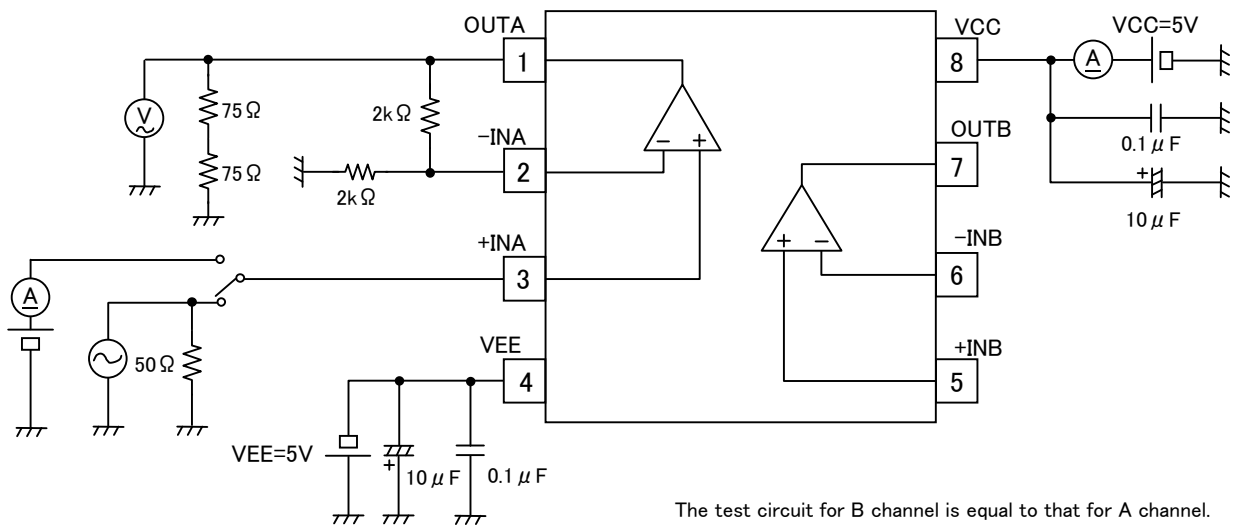 OUTA
VCC
VCC=5V
1
8
A
V
75Ω
2kΩ
0.1μF
OUTB
-INA
7
75Ω
2
2kΩ
+
10μF
- +
+INA
-INB
3
+ -
6
A
VEE
+INB
50Ω
4
5
VEE=5V
+
10μF
0.1μF
The test circuit for B channel is equal to that for A channel.